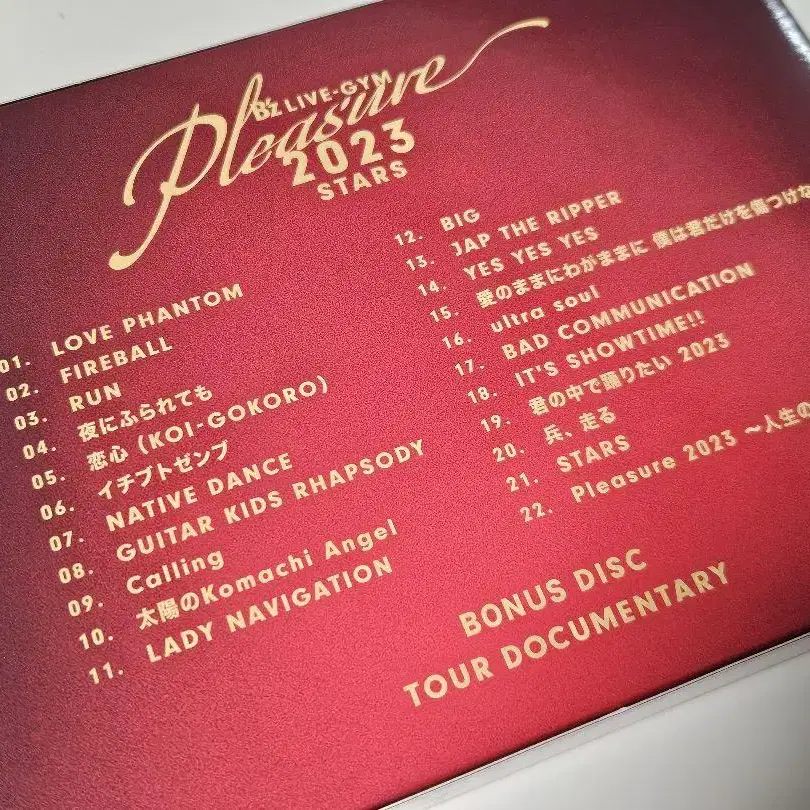 B'z LIVE-GYM
Pleasure
2023
STARS
01. LOVE PHANTOM
02. FIREBALL
03. RUN
04. 夜にふられても
05. 恋心 (KOI-GOKORO)
06. イチブトゼンブ
07. NATIVE DANCE
08. GUITAR KIDS RHAPSODY
09. Calling
10. 太陽のKomachi Angel
11. LADY NAVIGATION
12. BIG
13. JAP THE RIPPER
14. YES YES YES
15. 愛のままにわがままに 僕は君だけを傷つけな
16. ultra soul
17. BAD COMMUNICATION
18. IT'S SHOWTIME!!
19. 君の中で踊りたい 2023
20. 兵、走る
21. STARS
22. Pleasure 2023 ～人生の
BONUS DISC
TOUR DOCUMENTARY